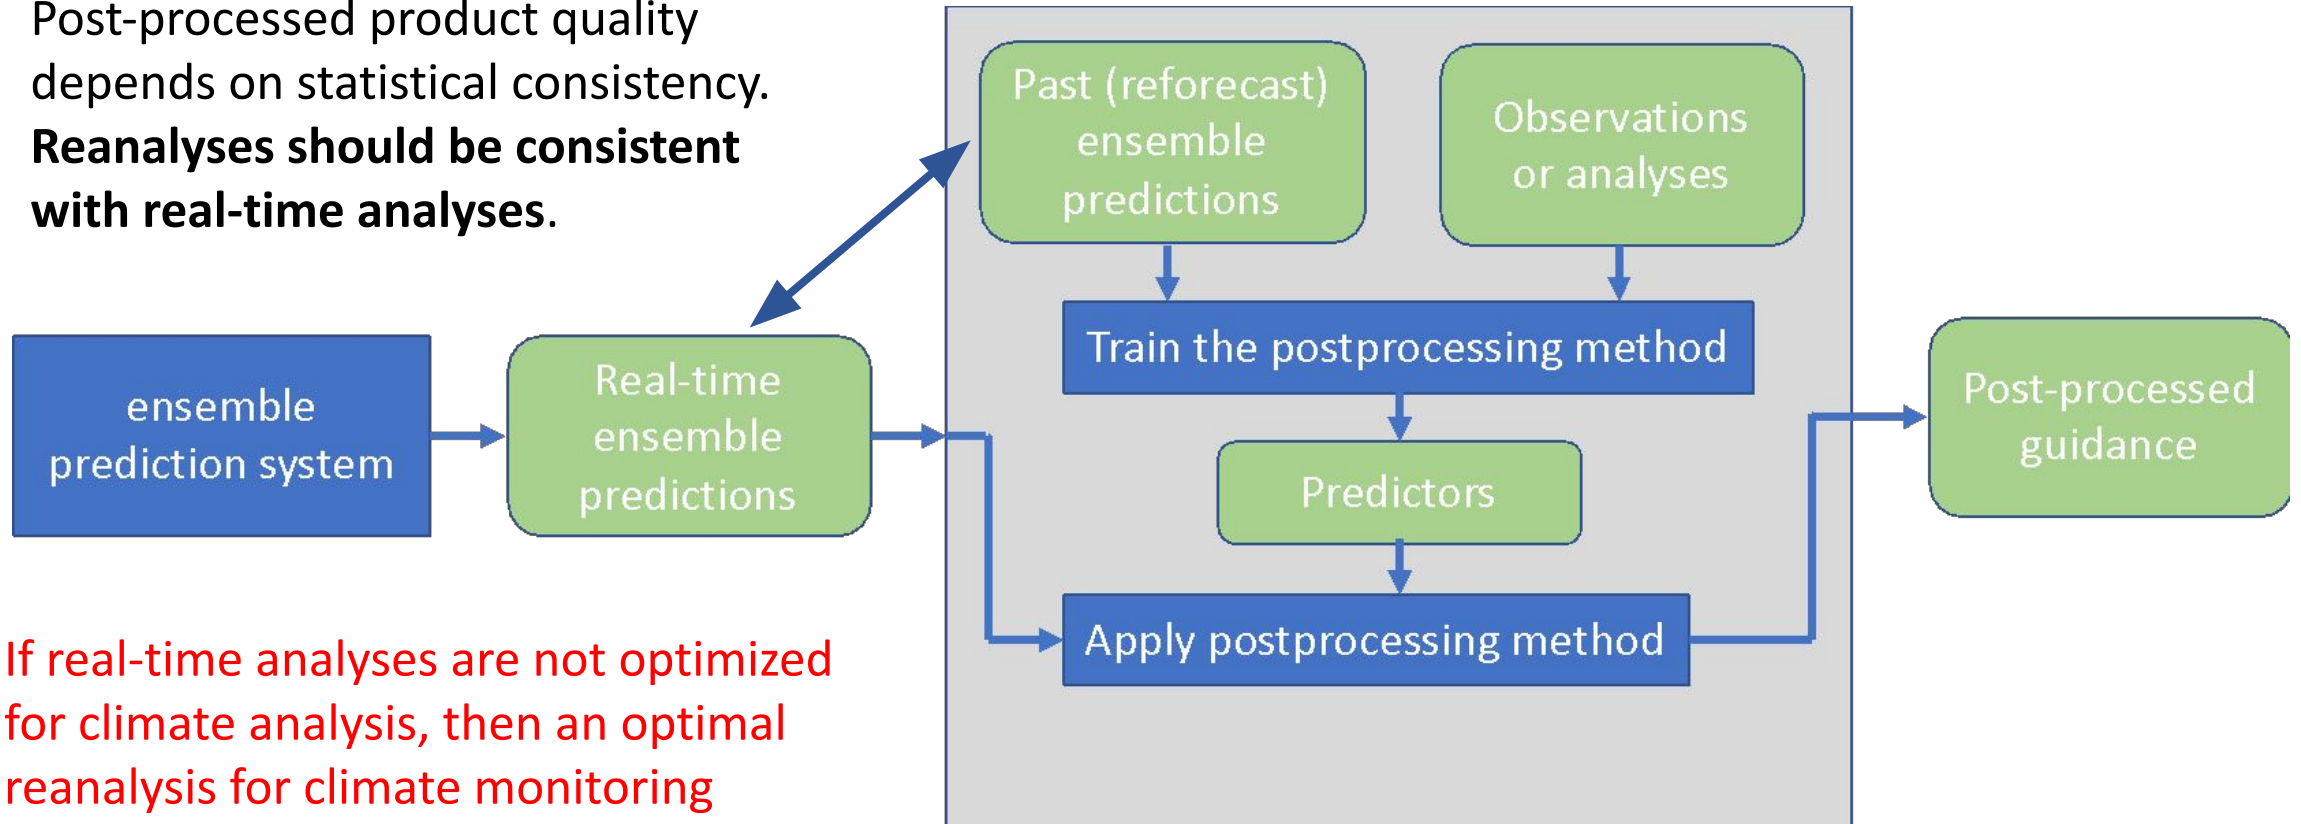 Post-processed product quality
depends on statistical consistency.
Reanalyses should be consistent
with real-time analyses.
Past (reforecast)
ensemble
predictions
Observations
or analyses
Train the postprocessing method
ensemble
prediction system
Real-time
ensemble
predictions
Predictors
Apply postprocessing method
Post-processed
guidance
If real-time analyses are not optimized
for climate analysis, then an optimal
reanalysis for climate monitoring